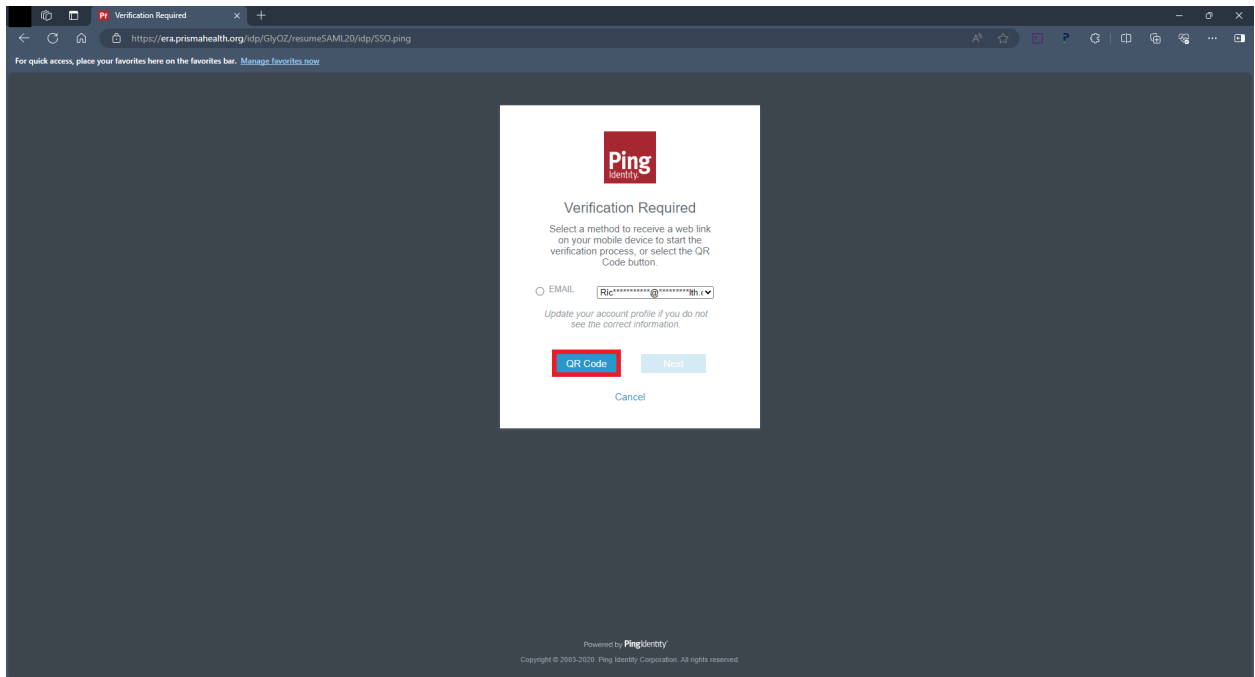 Verification Required
https://era.prismahealth.org/idp/GlyOZ/resumeSAML20/idp/SSO.ping
For quick access, place your favorites here on the favorites bar. Manage favorites now
Ping
Identity.
Verification Required
Select a method to receive a web link
on your mobile device to start the
verification process, or select the QR
Code button.
EMAIL Ric***********@*********lth.c
Update your account profile if you do not
see the correct information.
QR Code Next
Cancel
Powered by PingIdentity
Copyright © 2003-2020. Ping Identity Corporation. All rights reserved.